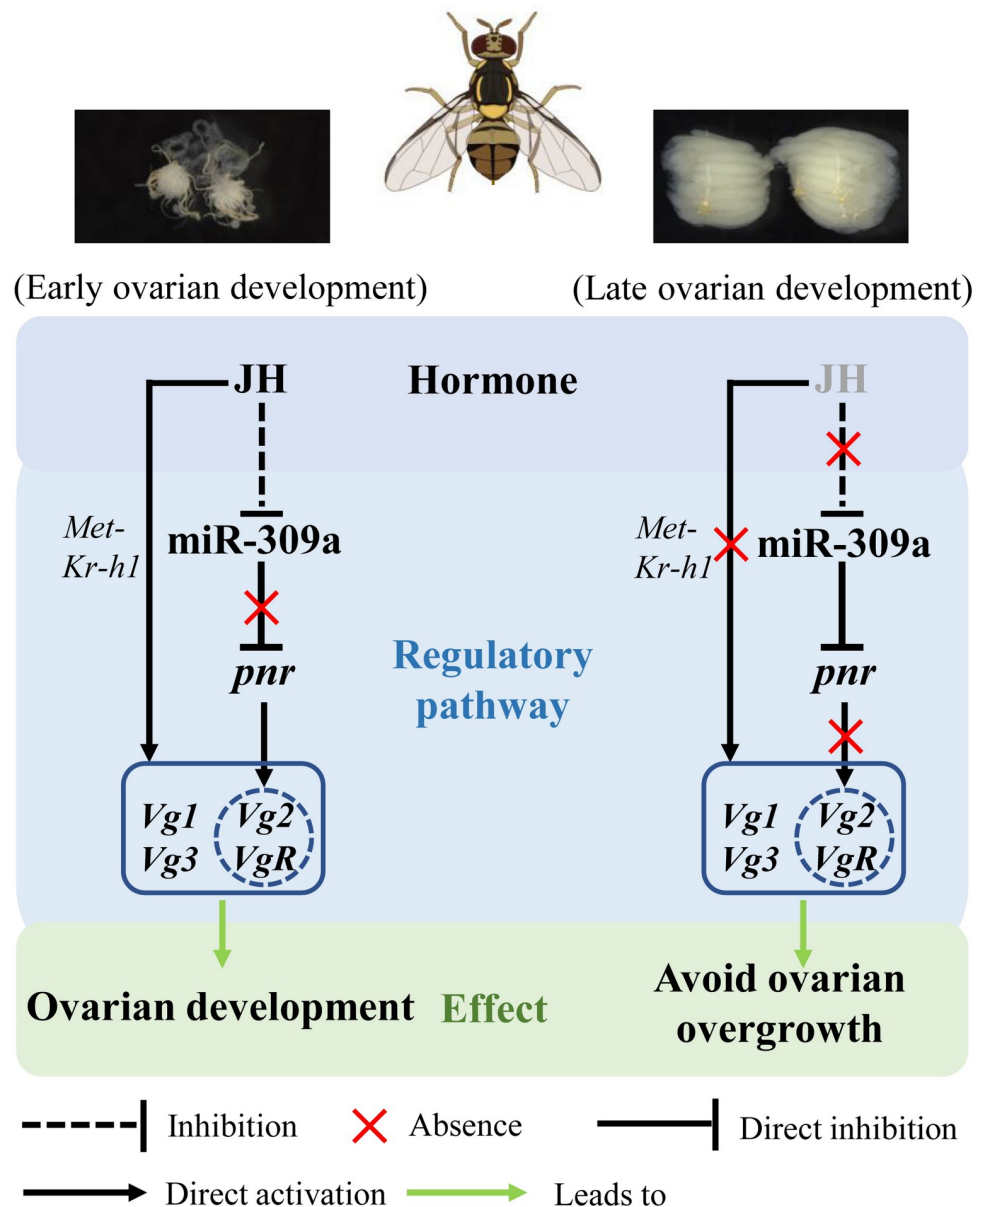 (Early ovarian development)
(Late ovarian development)
JH
Hormone
JH
Met-
Kr-h1
miR-309a
Met-
Kr-h1
miR-309a
Regulatory
pathway
pnr
pnr
Vg1
Vg2
Vg3
VgR
Vg1
Vg2
Vg3
VgR
Ovarian development
Effect
Avoid ovarian
overgrowth
Inhibition
Absence
Direct inhibition
Direct activation
Leads to